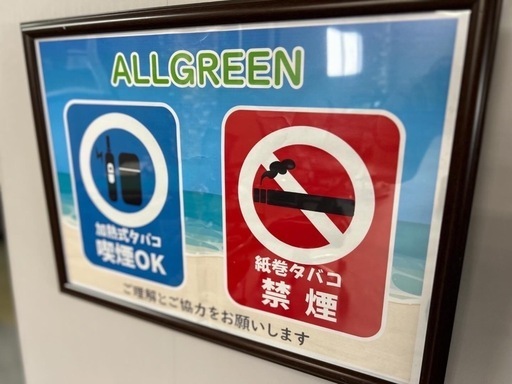 ALLGREEN
加熱式タバコ
喫煙OK
紙巻タバコ
禁煙
ご理解とご協力をお願いします